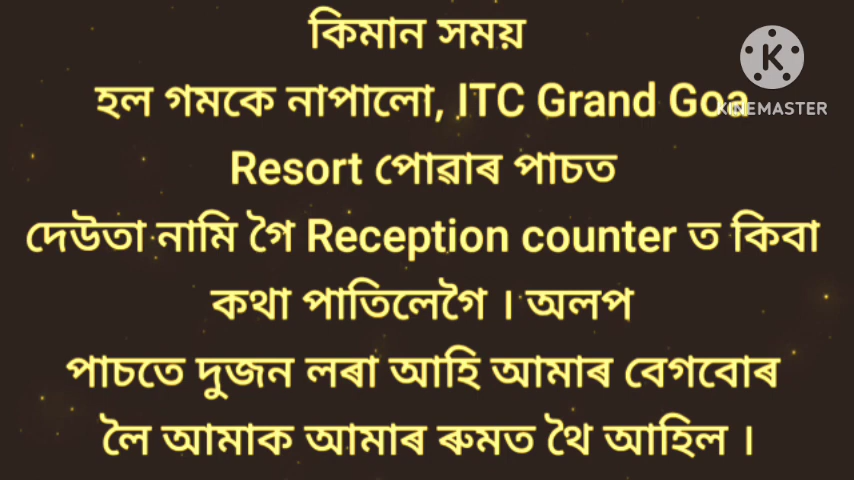 কিমান সময়
হল গমকে নাপালো, ITC Grand Goa
Resort পোৱাৰ পাচত
দেউতা নামি গৈ Reception counter ত কিবা
কথা পাতিলেগৈ । অলপ
পাচতে দুজন লৰা আহি আমাৰ বেগবোৰ
লৈ আমাক আমাৰ ৰুমত থৈ আহিল ।
K
KINEMASTER